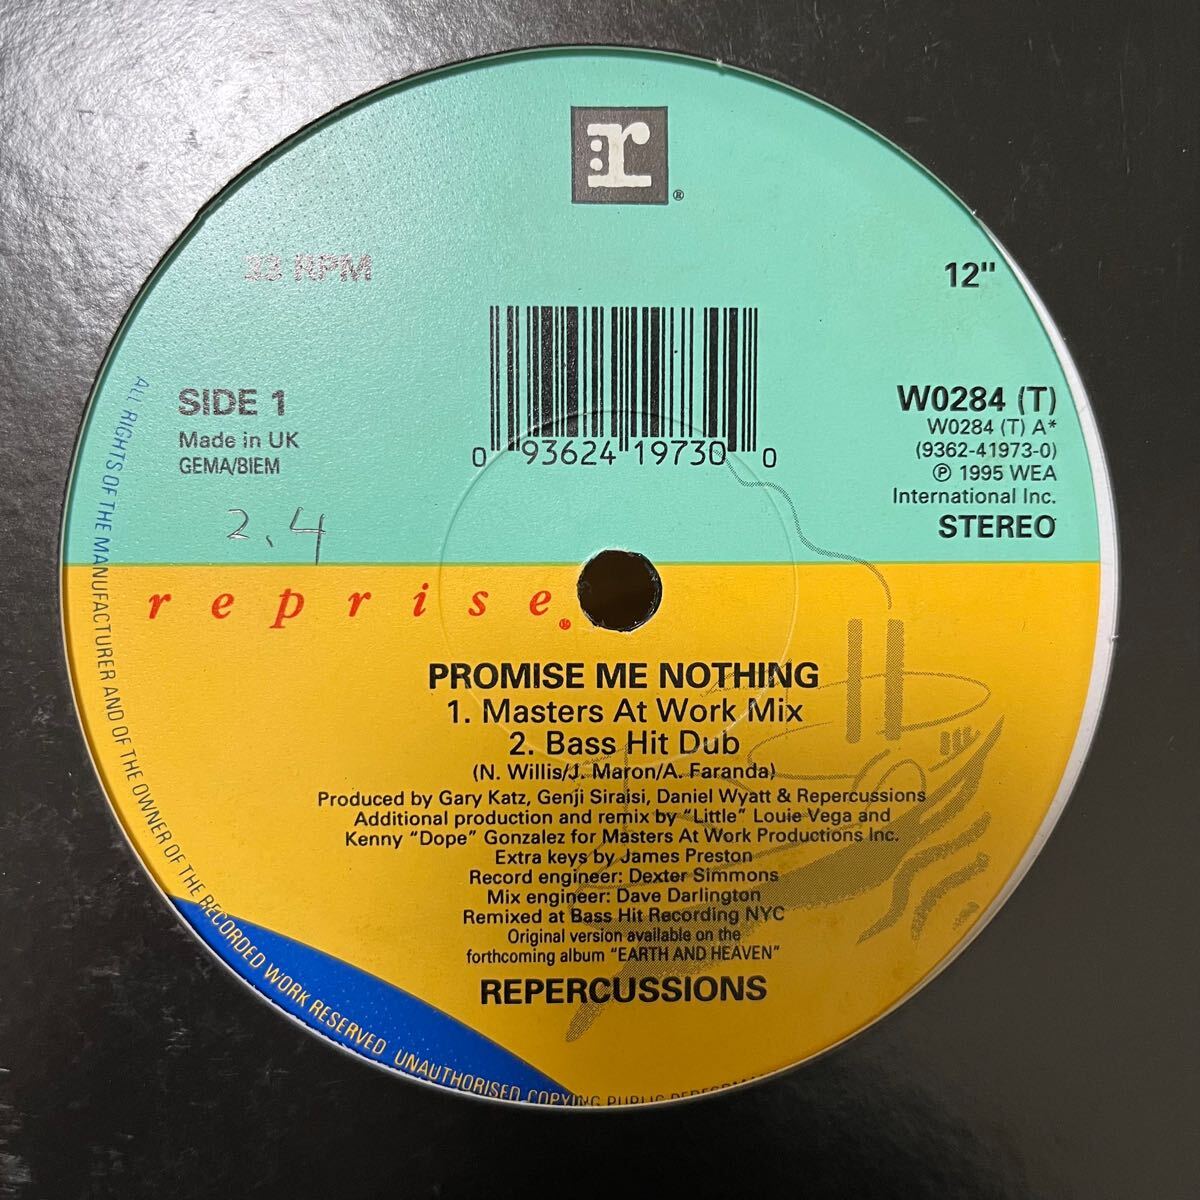 r
®
33 RPM
12"
SIDE 1
Made in UK
GEMA/BIEM
2,4
0 93624 19730 0
W0284 (T)
W0284 (T) A*
(9362-41973-0)
℗ 1995 WEA
International Inc.
STEREO
reprise®
PROMISE ME NOTHING
1. Masters At Work Mix
2. Bass Hit Dub
(N. Willis/J. Maron/A. Faranda)
Produced by Gary Katz, Genji Siraisi, Daniel Wyatt & Repercussions
Additional production and remix by "Little" Louie Vega and
Kenny "Dope" Gonzalez for Masters At Work Productions Inc.
Extra keys by James Preston
Record engineer: Dexter Simmons
Mix engineer: Dave Darlington
Remixed at Bass Hit Recording NYC
Original version available on the
forthcoming album "EARTH AND HEAVEN"
REPERCUSSIONS
ALL RIGHTS OF THE MANUFACTURER AND OF THE OWNER OF THE RECORDED WORK RESERVED UNAUTHORISED COPYING PUBLIC